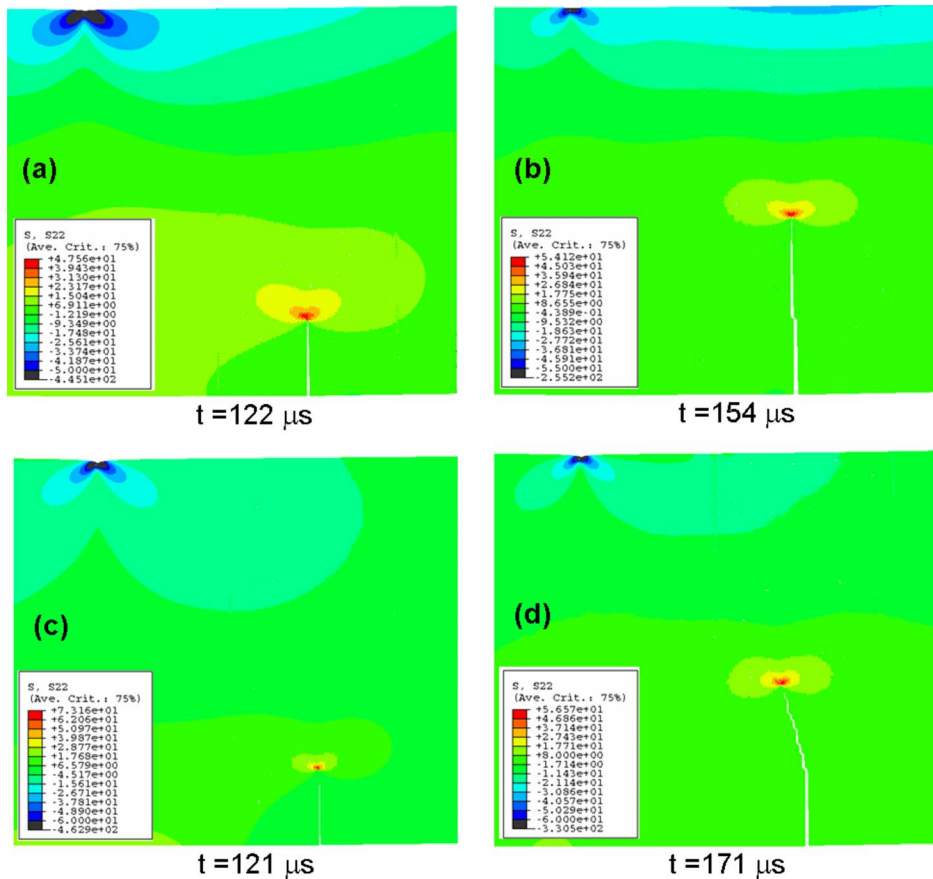 (a)
S, S22
(Ave. Crit.: 75%)
+4.756e+01
+3.943e+01
+3.130e+01
+2.317e+01
+1.504e+01
+6.911e+00
-1.219e+00
-9.349e+00
-1.748e+01
-2.561e+01
-3.374e+01
-4.187e+01
-5.000e+01
-4.451e+02
t =122 μs
(b)
S, S22
(Ave. Crit.: 75%)
+5.412e+01
+4.503e+01
+3.594e+01
+2.684e+01
+1.775e+01
+8.655e+00
-4.389e-01
-9.532e+00
-1.863e+01
-2.772e+01
-3.681e+01
-4.591e+01
-5.500e+01
-2.552e+02
t =154 μs
(c)
S, S22
(Ave. Crit.: 75%)
+7.316e+01
+6.206e+01
+5.097e+01
+3.987e+01
+2.877e+01
+1.768e+01
+6.579e+00
-4.517e+00
-1.561e+01
-2.671e+01
-3.781e+01
-4.890e+01
-6.000e+01
-4.629e+02
t =121 μs
(d)
S, S22
(Ave. Crit.: 75%)
+5.657e+01
+4.686e+01
+3.714e+01
+2.743e+01
+1.771e+01
+8.000e+00
-1.714e+00
-1.143e+01
-2.114e+01
-3.086e+01
-4.057e+01
-5.029e+01
-6.000e+01
-3.305e+02
t =171 μs